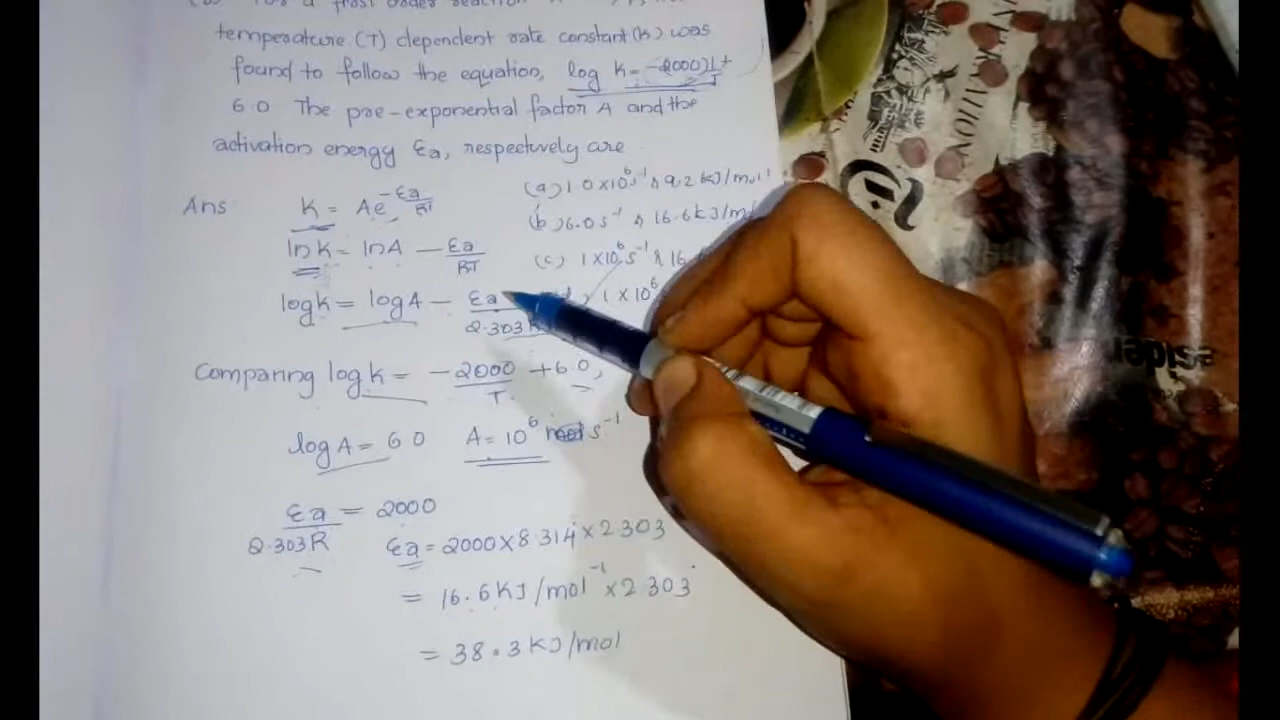 a first order reaction
temperature (T) dependent rate constant (k) was
found to follow the equation, log k = -2000 1/T +
6.0 The pre-exponential factor A and the
activation energy Ea, respectively are
Ans K = Ae^-Ea/RT
(a) 1.0 × 10^6 s^-1 & 9.2 KJ/mol
(b) 6.0 s^-1 & 16.6 KJ/mol
ln k = ln A - Ea/RT
(c) 1 × 10^6 s^-1 & 16
log k = log A - Ea/2.303R
1 × 10^6
Comparing log k = -2000/T + 6.0,
log A = 6.0 A = 10^6 s^-1
Ea/2.303R = 2000
Ea = 2000 × 8.314 × 2.303
= 16.6 KJ/mol^-1 × 2.303
= 38.3 KJ/mol